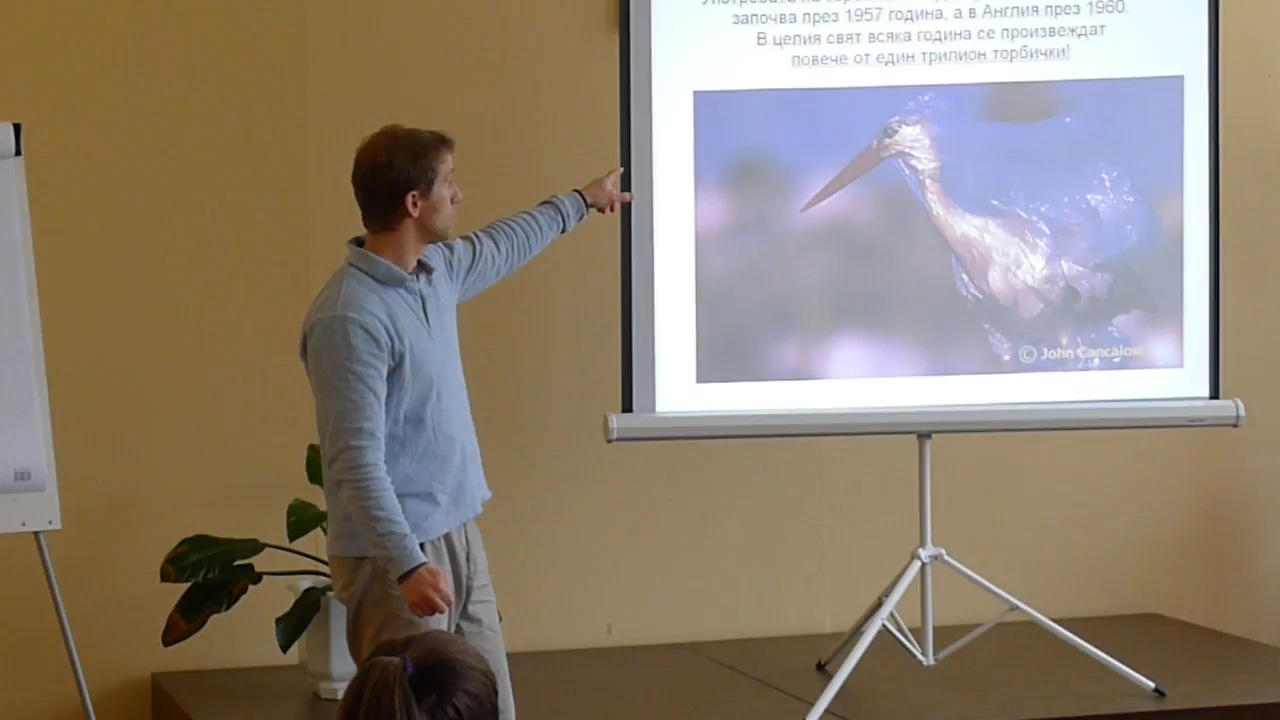 започва през 1957 година, а в Англия през 1960.
В целия свят всяка година се произвеждат
повече от един трилион торбички!
© John Cancalosi